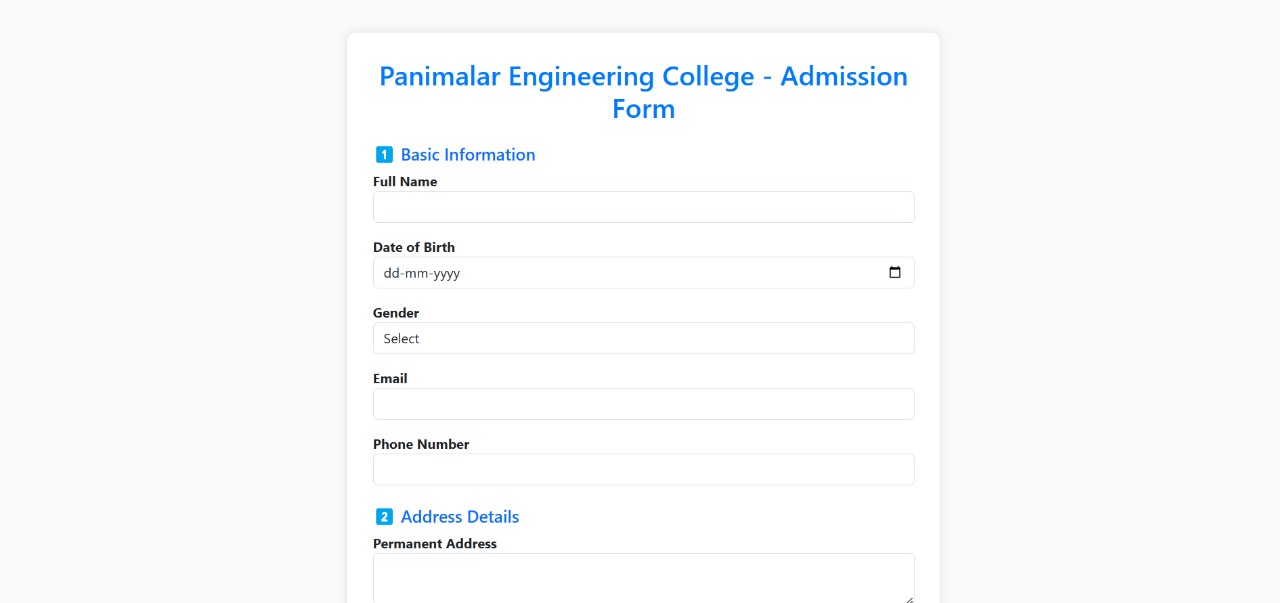 Panimalar Engineering College - Admission
Form
1 Basic Information
Full Name
Date of Birth
dd-mm-yyyy
Gender
Select
Email
Phone Number
2 Address Details
Permanent Address